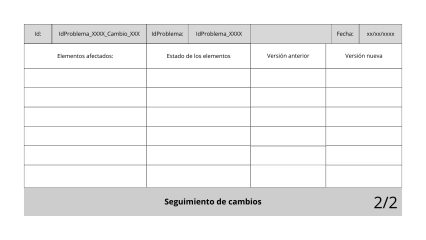 Id: IdProblema_XXXX_Cambio_XXX IdProblema: IdProblema_XXXX Fecha: xx/xx/xxxx
Elementos afectados: Estado de los elementos Versión anterior Versión nueva
Seguimiento de cambios 2/2